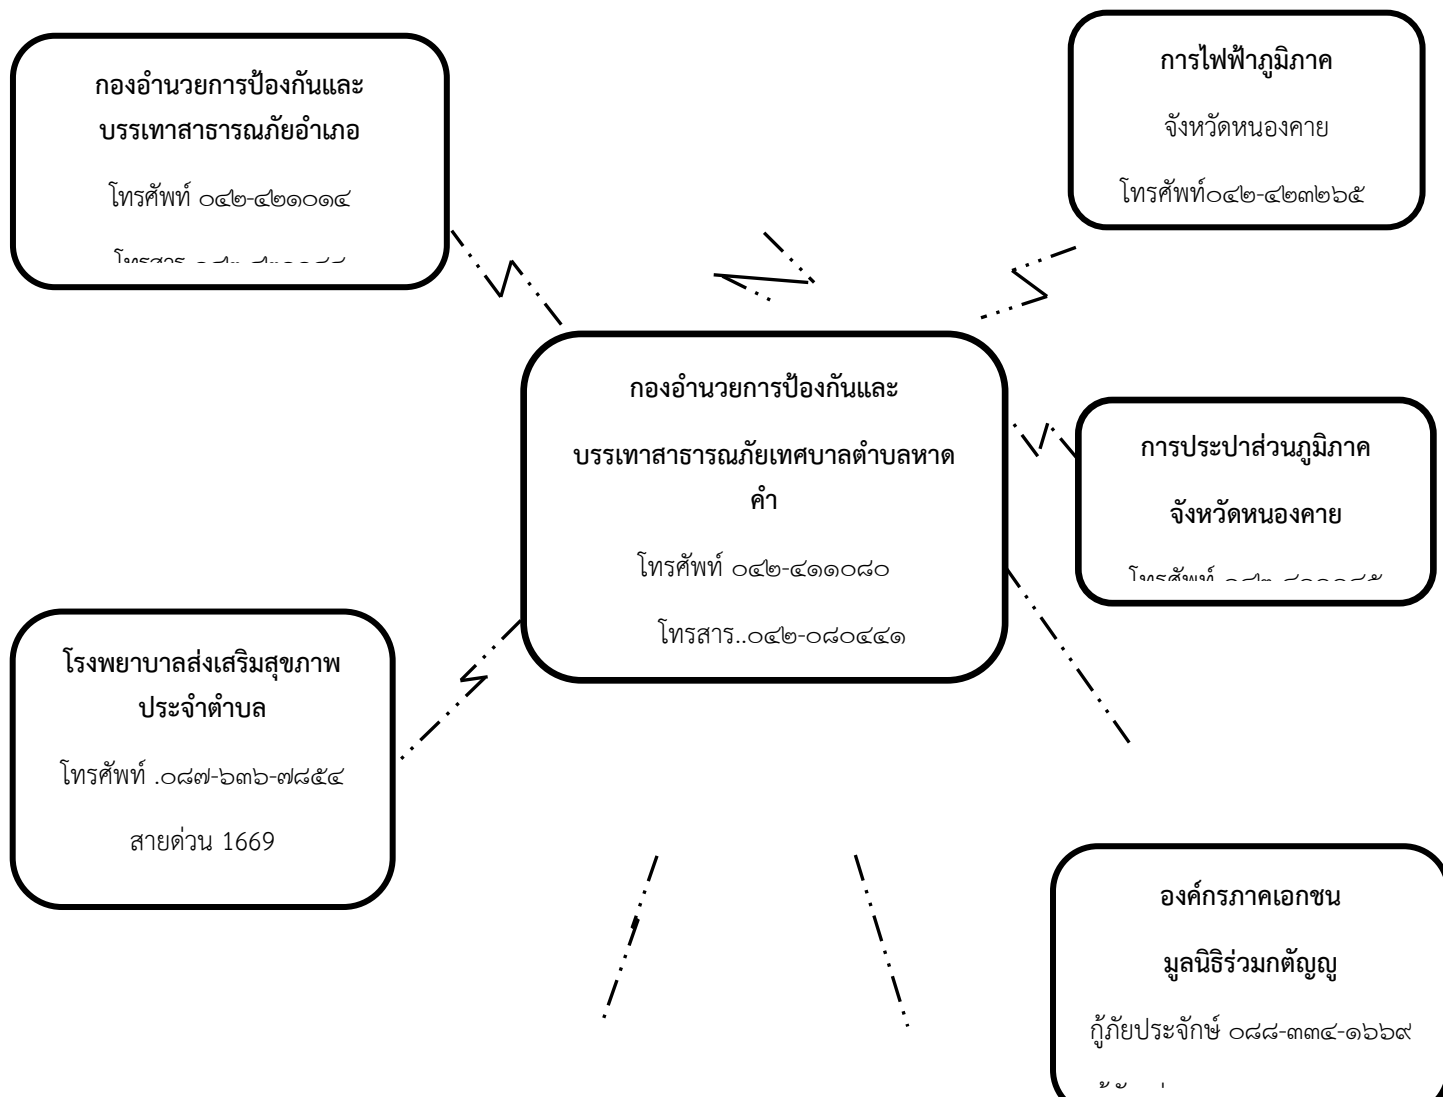 กองอำนวยการป้องกันและ
บรรเทาสาธารณภัยอำเภอ
โทรศัพท์ ๐๔๒-๔๒๑๐๑๔
โทรสาร
การไฟฟ้าภูมิภาค
จังหวัดหนองคาย
โทรศัพท์๐๔๒-๔๒๓๒๖๕
กองอำนวยการป้องกันและ
บรรเทาสาธารณภัยเทศบาลตำบลหาด
คำ
โทรศัพท์ ๐๔๒-๔๑๑๐๘๐
โทรสาร..๐๔๒-๐๘๐๔๔๑
การประปาส่วนภูมิภาค
จังหวัดหนองคาย
โทรศัพท์
โรงพยาบาลส่งเสริมสุขภาพ
ประจำตำบล
โทรศัพท์ .๐๘๗-๖๓๖-๗๘๕๔
สายด่วน 1669
องค์กรภาคเอกชน
มูลนิธิร่วมกตัญญู
กู้ภัยประจักษ์ ๐๘๘-๓๓๔-๑๖๖๙